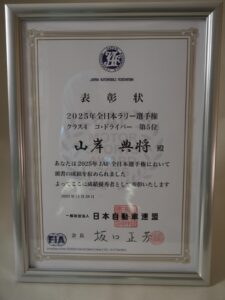 JAF
JAPAN AUTOMOBILE FEDERATION
表彰状
2025年全日本ラリー選手権
クラス4 コ・ドライバー 第5位
山岸 典将 殿
あなたは2025年JAF全日本選手権において
頭書の成績を収められました
よってここに成績優秀者として表彰いたします
一般社団法人 日本自動車連盟
FIA
会長 坂口正芳